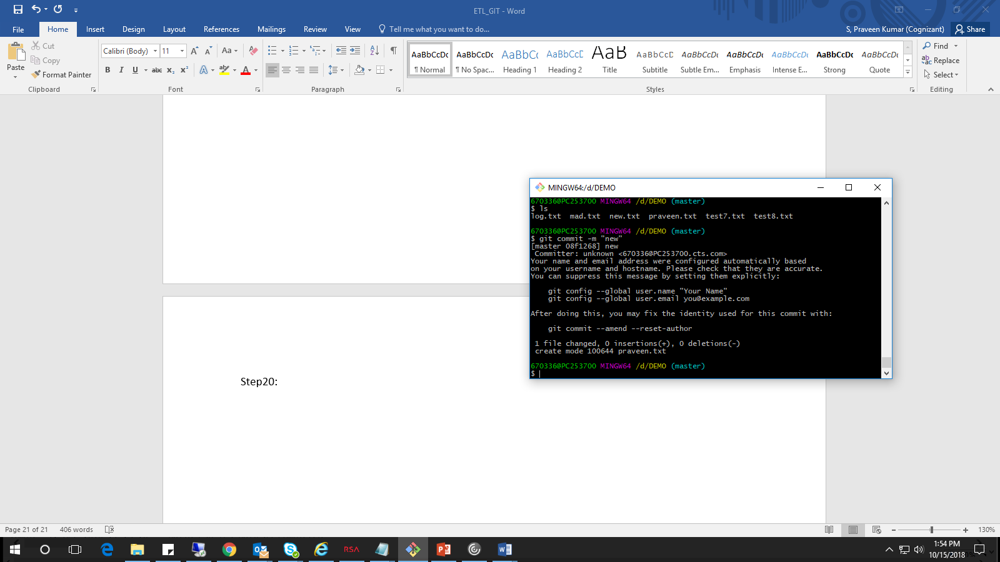 ETL_GIT - Word
File Home Insert Design Layout References Mailings Review View Tell me what you want to do... S, Praveen Kumar (Cognizant) Share
Paste
Cut
Copy
Format Painter
Clipboard
Calibri (Body) 11 Aa
B I U abc x₂ x² A ab A
Font
Paragraph
AaBbCcDc AaBbCcDc AaBbCc AaBbCcD AaB AaBbCcD AaBbCcDc AaBbCcDc AaBbCcDc AaBbCcDc AaBbCcDc
¶ Normal ¶ No Spac... Heading 1 Heading 2 Title Subtitle Subtle Em... Emphasis Intense E... Strong Quote
Styles
Find
Replace
Select
Editing
MINGW64:/d/DEMO
670336@PC253700 MINGW64 /d/DEMO (master)
$ ls
log.txt mad.txt new.txt praveen.txt test7.txt test8.txt
670336@PC253700 MINGW64 /d/DEMO (master)
$ git commit -m "new"
[master 08f1268] new
Committer: unknown <670336@PC253700.cts.com>
Your name and email address were configured automatically based
on your username and hostname. Please check that they are accurate.
You can suppress this message by setting them explicitly:
git config --global user.name "Your Name"
git config --global user.email you@example.com
After doing this, you may fix the identity used for this commit with:
git commit --amend --reset-author
1 file changed, 0 insertions(+), 0 deletions(-)
create mode 100644 praveen.txt
670336@PC253700 MINGW64 /d/DEMO (master)
$
Step20:
Page 21 of 21 406 words 130%
RSA
1:54 PM
10/15/2018